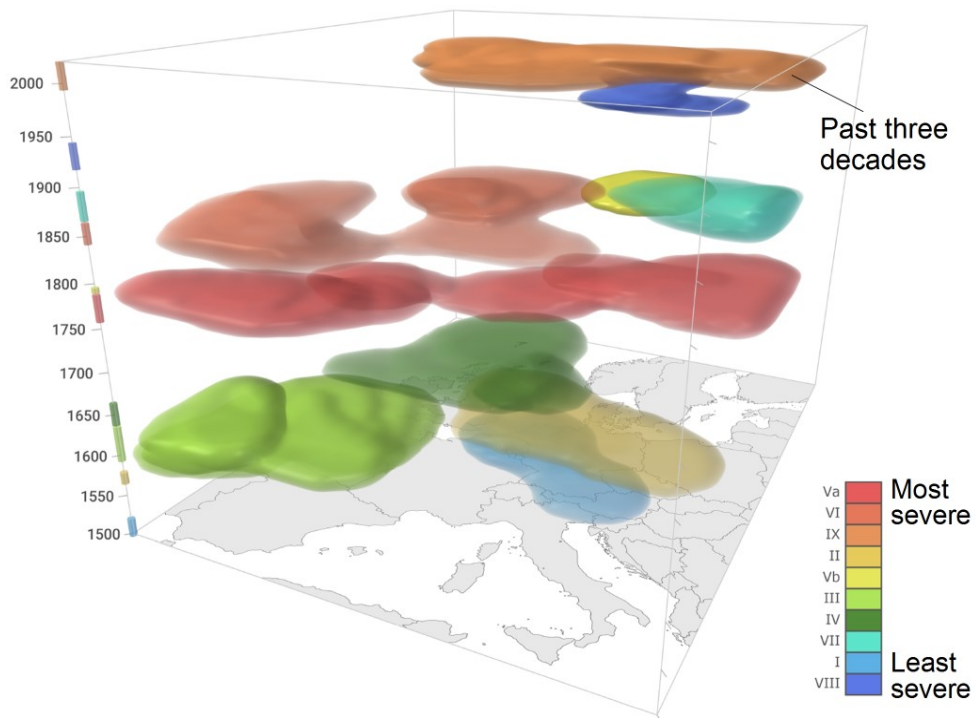 2000
1950
1900
1850
1800
1750
1700
1650
1600
1550
1500
Past three
decades
Va
VI
IX
II
Vb
III
IV
VII
I
VIII
Most
severe
Least
severe